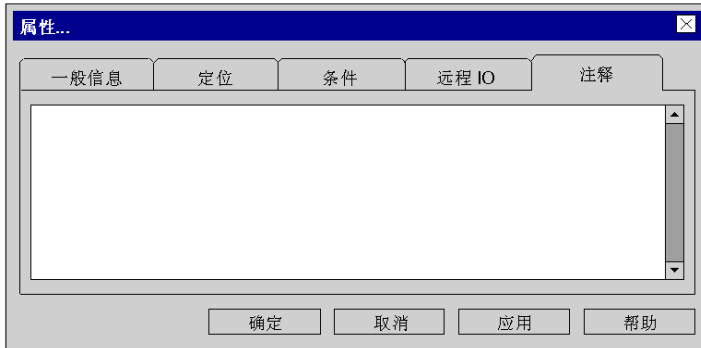 属性...
一般信息 定位 条件 远程 IO 注释
确定 取消 应用 帮助